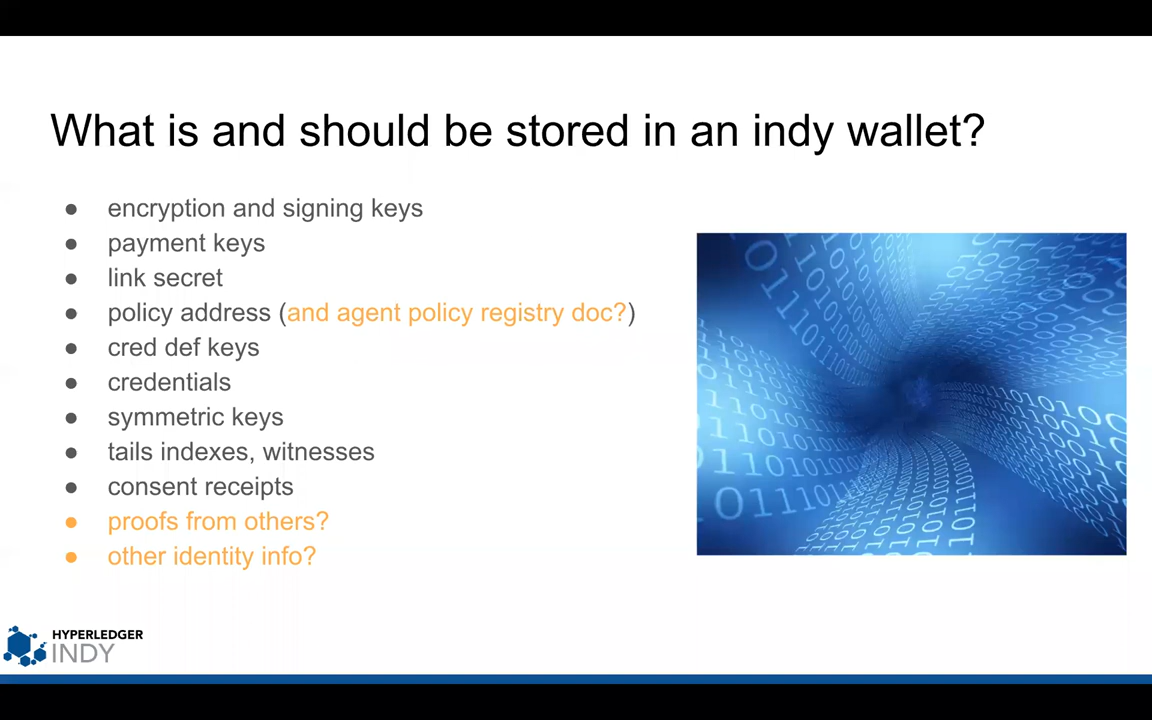 What is and should be stored in an indy wallet?
● encryption and signing keys
● payment keys
● link secret
● policy address (and agent policy registry doc?)
● cred def keys
● credentials
● symmetric keys
● tails indexes, witnesses
● consent receipts
● proofs from others?
● other identity info?
HYPERLEDGER
INDY